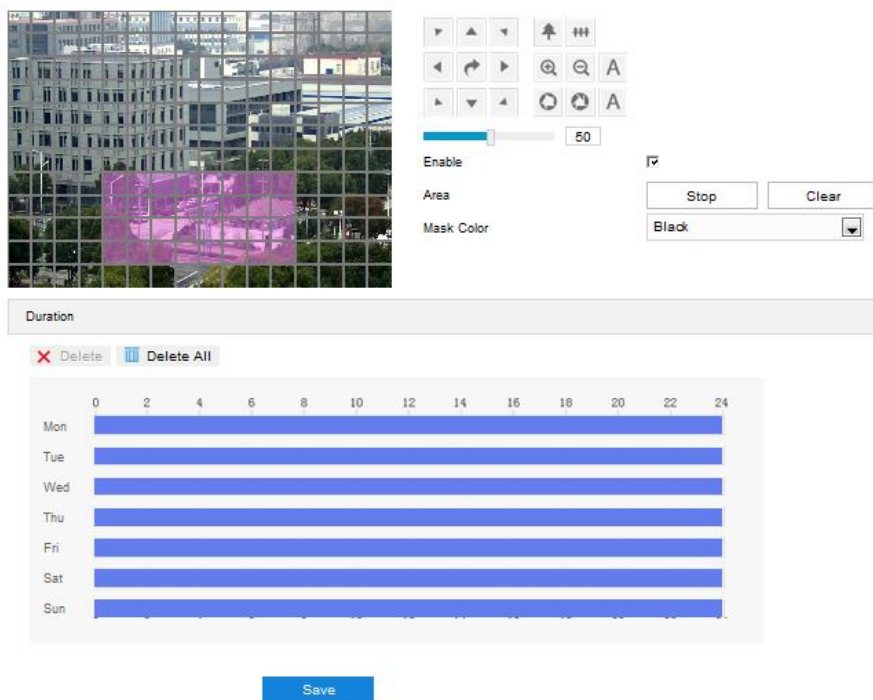 A
A
50
Enable
Area Stop Clear
Mask Color Black
Duration
Delete Delete All
0 2 4 6 8 10 12 14 16 18 20 22 24
Mon
Tue
Wed
Thu
Fri
Sat
Sun
Save